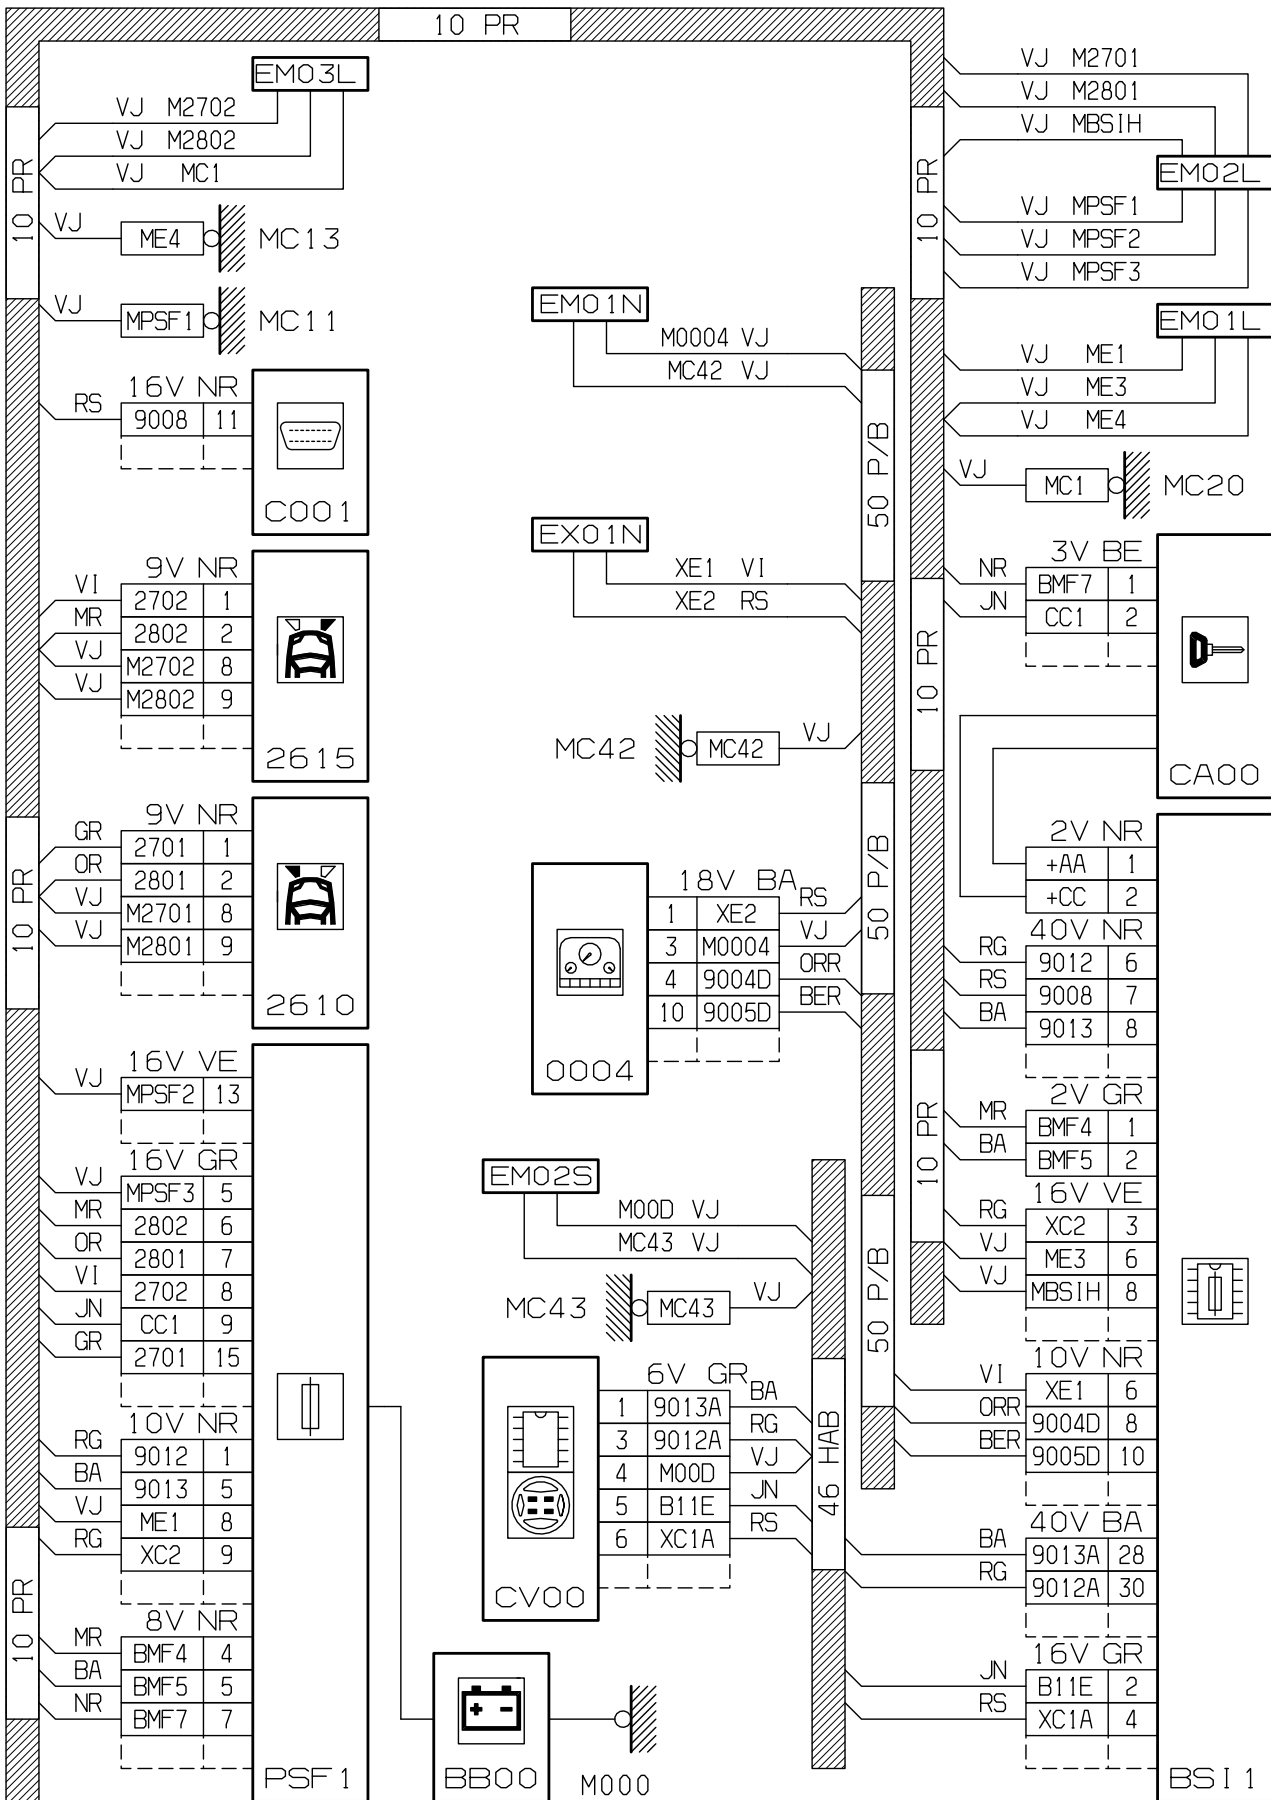 10 PR
EM03L
VJ M2702
VJ M2802
VJ MC1
10 PR
VJ ME4 MC13
VJ MPSF1 MC11
16V NR
RS 9008 11
C001
9V NR
VI 2702 1
MR 2802 2
VJ M2702 8
VJ M2802 9
2615
9V NR
GR 2701 1
OR 2801 2
VJ M2701 8
VJ M2801 9
10 PR
2610
16V VE
VJ MPSF2 13
16V GR
VJ MPSF3 5
MR 2802 6
OR 2801 7
VI 2702 8
JN CC1 9
GR 2701 15
10V NR
RG 9012 1
BA 9013 5
VJ ME1 8
RG XC2 9
10 PR
8V NR
MR BMF4 4
BA BMF5 5
NR BMF7 7
PSF1
EM01N
M0004 VJ
MC42 VJ
50 P/B
EX01N
XE1 VI
XE2 RS
MC42 MC42 VJ
18V BA
1 XE2 RS
3 M0004 VJ
4 9004D ORR
10 9005D BER
0004
50 P/B
EM02S
M00D VJ
MC43 VJ
MC43 MC43 VJ
50 P/B
6V GR
1 9013A BA
3 9012A RG
4 M00D VJ
5 B11E JN
6 XC1A RS
CV00
46 HAB
BB00
+ -
M000
VJ M2701
VJ M2801
VJ MBSIH
EM02L
10 PR
VJ MPSF1
VJ MPSF2
VJ MPSF3
EM01L
VJ ME1
VJ ME3
VJ ME4
VJ MC1 MC20
3V BE
NR BMF7 1
JN CC1 2
10 PR
CA00
2V NR
+AA 1
+CC 2
40V NR
RG 9012 6
RS 9008 7
BA 9013 8
2V GR
MR BMF4 1
BA BMF5 2
10 PR
16V VE
RG XC2 3
VJ ME3 6
VJ MBSIH 8
10V NR
VI XE1 6
ORR 9004D 8
BER 9005D 10
40V BA
BA 9013A 28
RG 9012A 30
16V GR
JN B11E 2
RS XC1A 4
BSI1